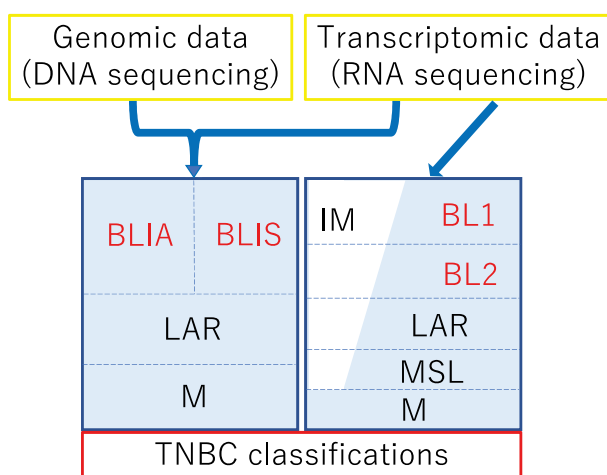 Genomic data
(DNA sequencing)
Transcriptomic data
(RNA sequencing)
BLIA
BLIS
LAR
M
IM
BL1
BL2
LAR
MSL
M
TNBC classifications